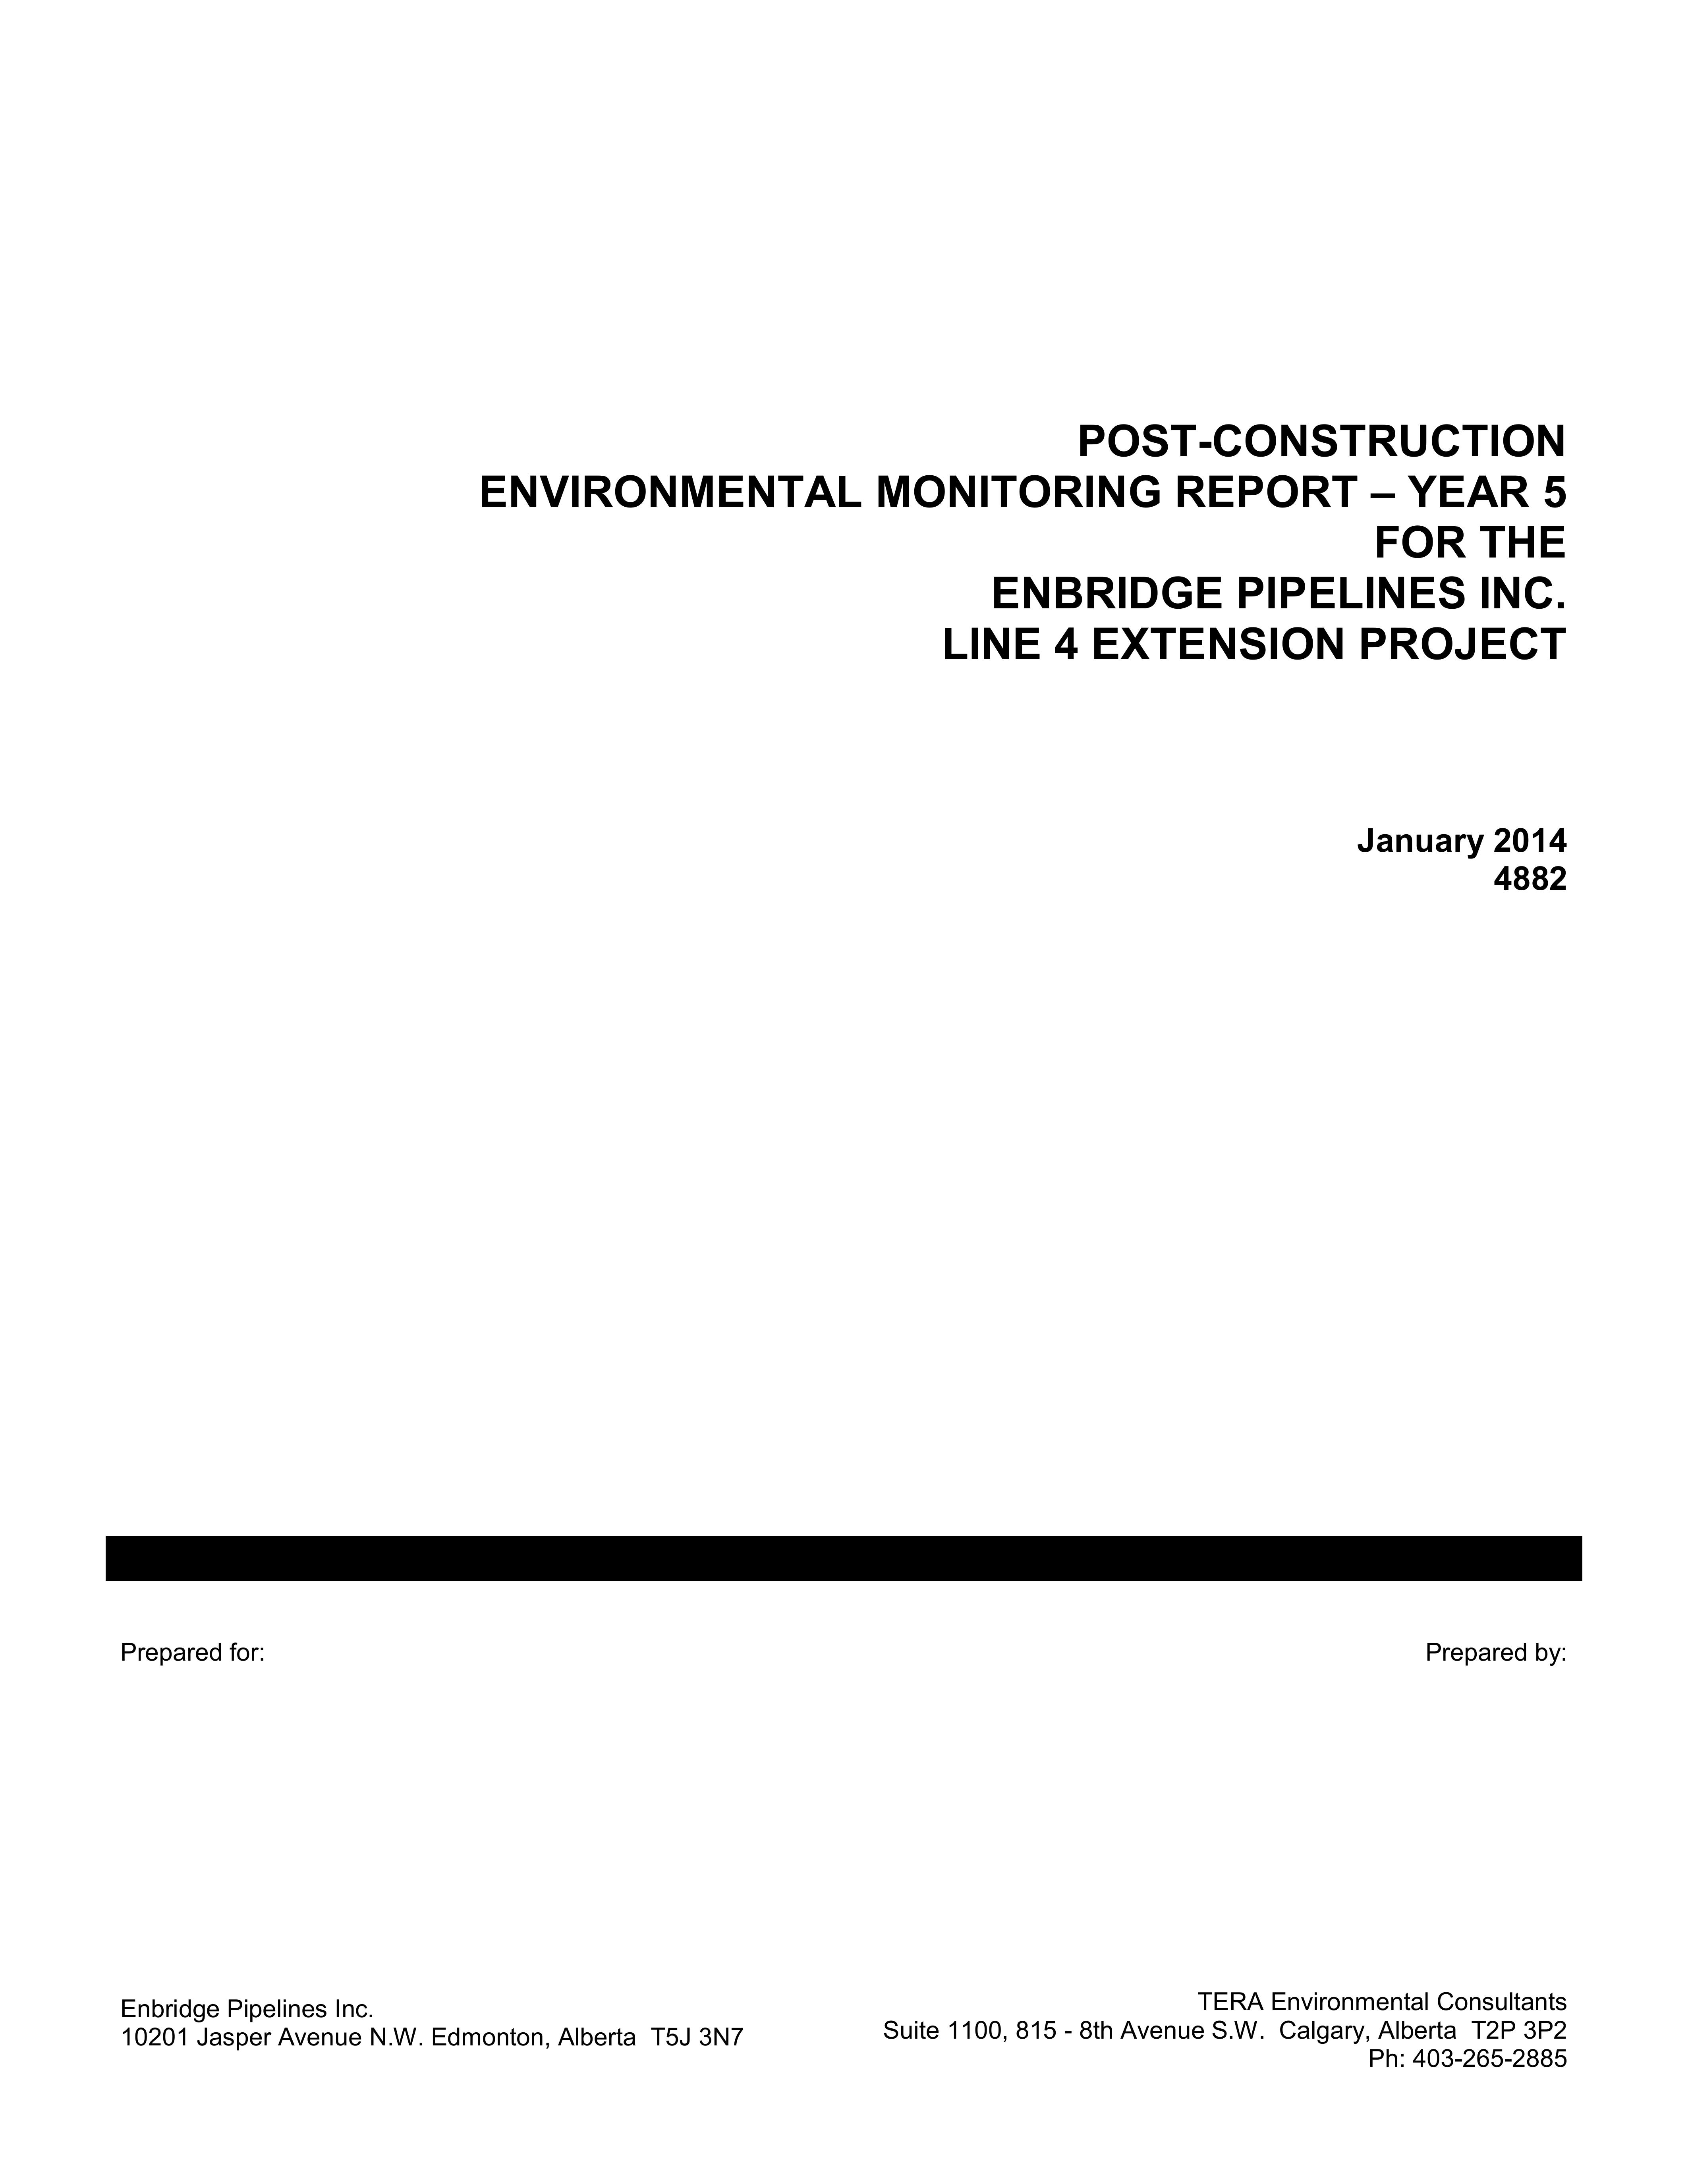 POST-CONSTRUCTION
ENVIRONMENTAL MONITORING REPORT – YEAR 5
FOR THE
ENBRIDGE PIPELINES INC.
LINE 4 EXTENSION PROJECT
January 2014
4882
Prepared for:
Prepared by:
Enbridge Pipelines Inc.
10201 Jasper Avenue N.W. Edmonton, Alberta  T5J 3N7
TERA Environmental Consultants
Suite 1100, 815 - 8th Avenue S.W.  Calgary, Alberta  T2P 3P2
Ph: 403-265-2885